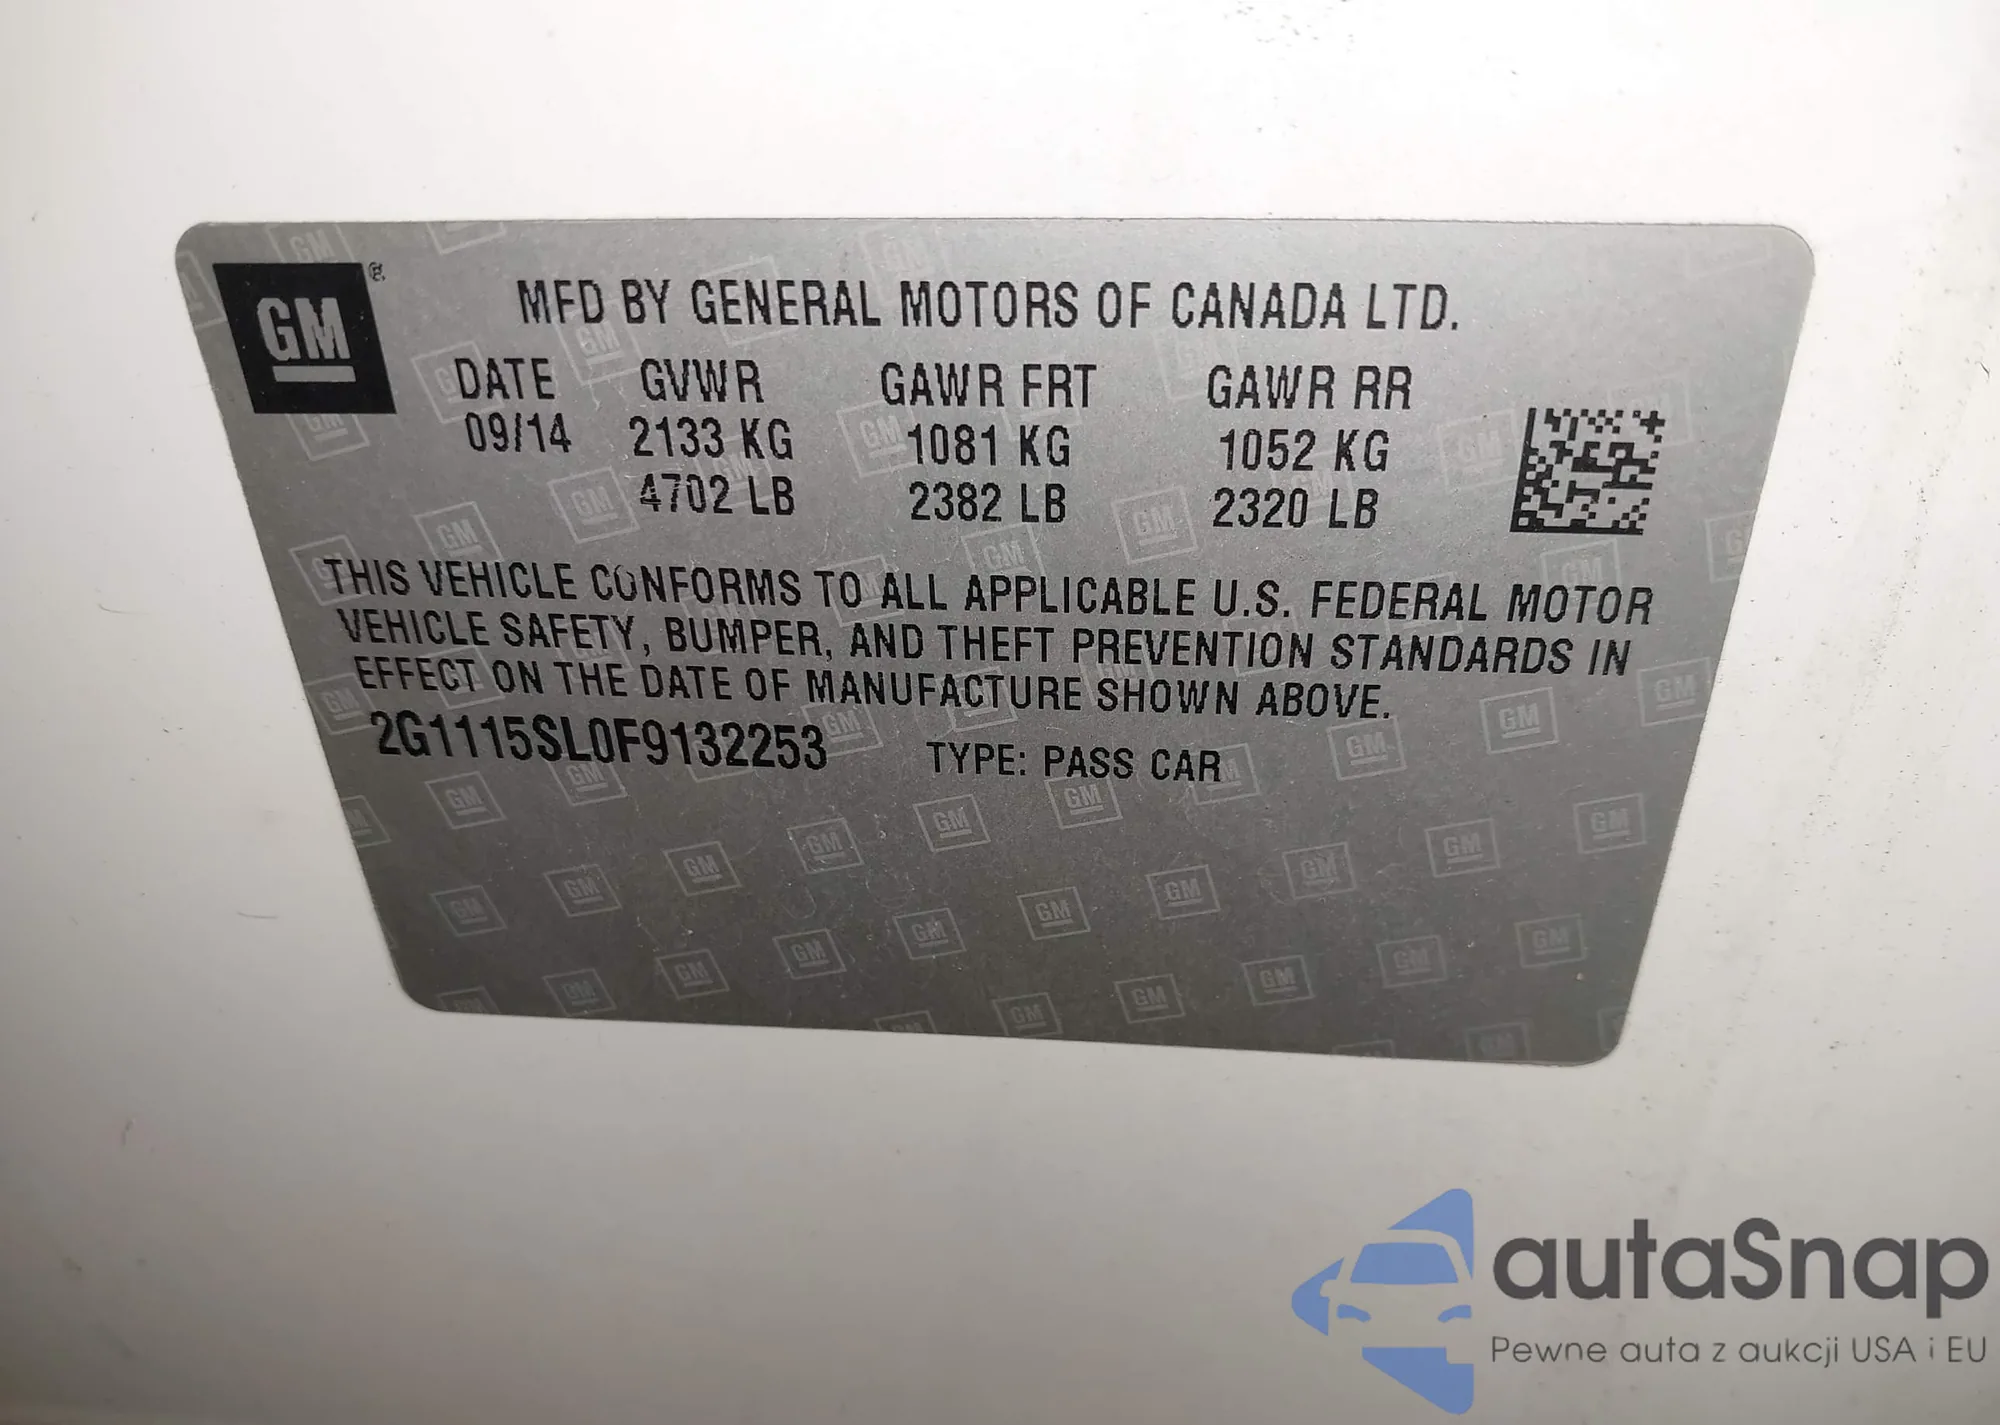 GM®
MFD BY GENERAL MOTORS OF CANADA LTD.
DATE GVWR GAWR FRT GAWR RR
09/14 2133 KG 1081 KG 1052 KG
4702 LB 2382 LB 2320 LB
THIS VEHICLE CONFORMS TO ALL APPLICABLE U.S. FEDERAL MOTOR
VEHICLE SAFETY, BUMPER, AND THEFT PREVENTION STANDARDS IN
EFFECT ON THE DATE OF MANUFACTURE SHOWN ABOVE.
2G1115SL0F9132253 TYPE: PASS CAR
autaSnap
Pewne auta z aukcji USA i EU